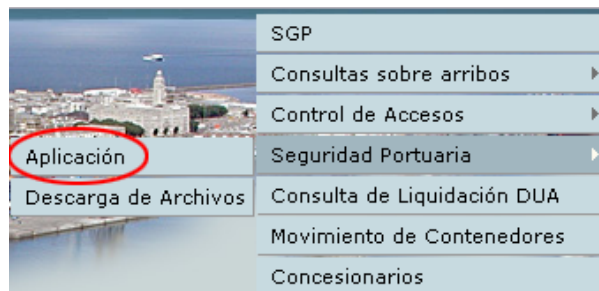 SGP
Consultas sobre arribos
Control de Accesos
Aplicación
Seguridad Portuaria
Descarga de Archivos
Consulta de Liquidación DUA
Movimiento de Contenedores
Concesionarios